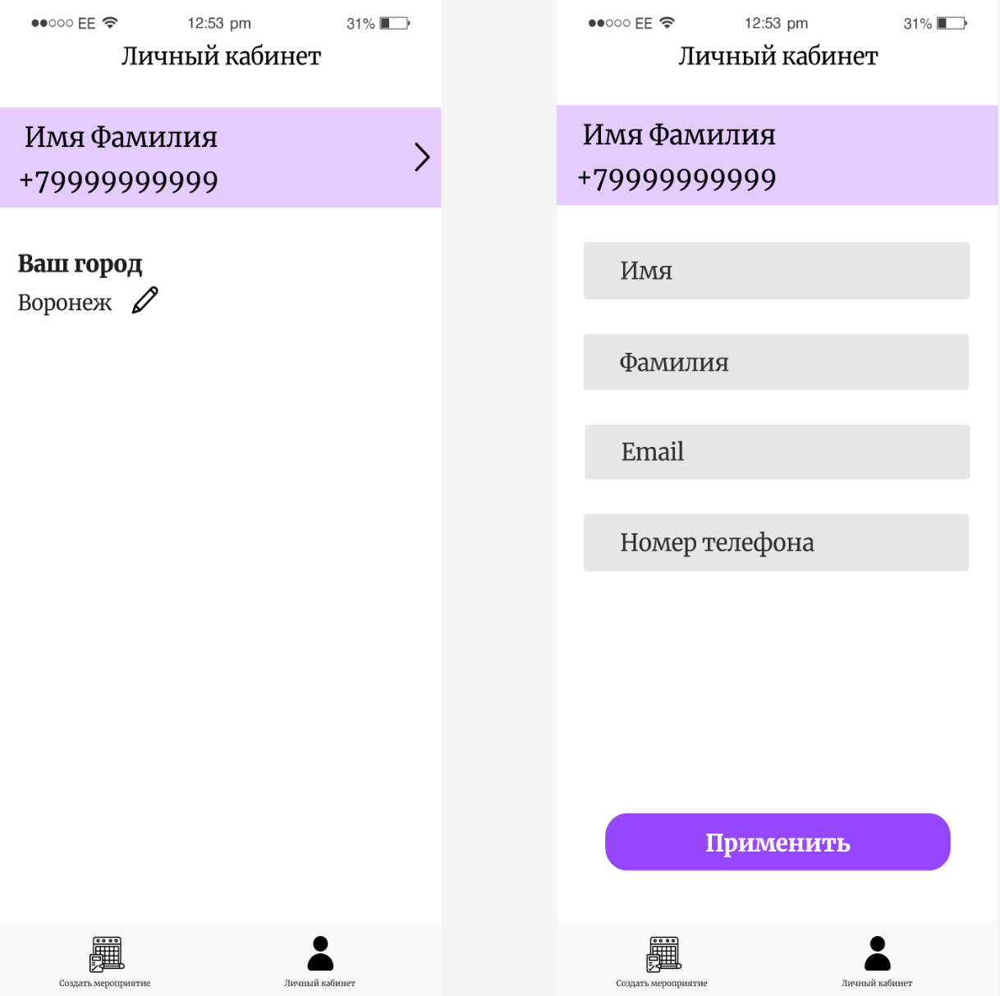 EE 12:53 pm 31%
Личный кабинет
Имя Фамилия
+79999999999
Ваш город
Воронеж
Создать мероприятие
Личный кабинет
EE 12:53 pm 31%
Личный кабинет
Имя Фамилия
+79999999999
Имя
Фамилия
Email
Номер телефона
Применить
Создать мероприятие
Личный кабинет